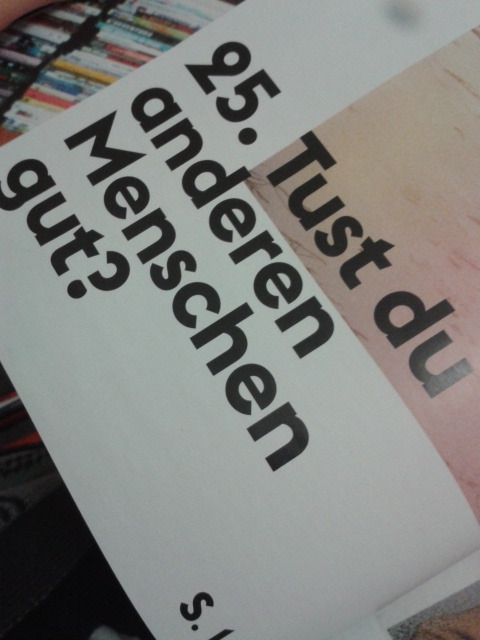 25. Tust du
anderen
Menschen
gut?
S.